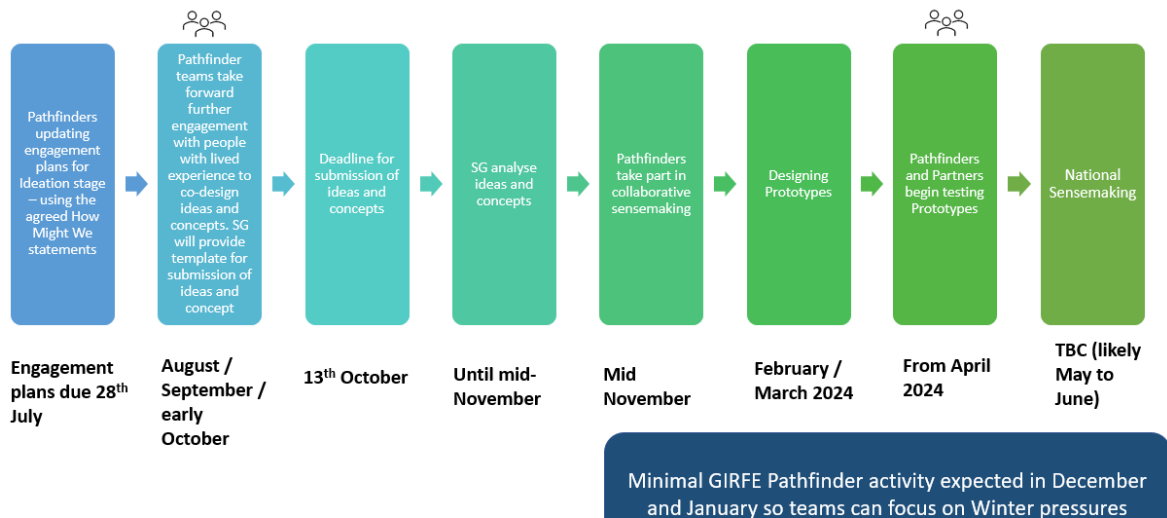 Pathfinders
updating
engagement
plans for
Ideation stage
– using the
agreed How
Might We
statements
Pathfinder
teams take
forward
further
engagement
with people
with lived
experience to
co-design
ideas and
concepts. SG
will provide
template for
submission of
ideas and
concept
Deadline for
submission of
ideas and
concepts
SG analyse
ideas and
concepts
Pathfinders
take part in
collaborative
sensemaking
Designing
Prototypes
Pathfinders
and Partners
begin testing
Prototypes
National
Sensemaking
Engagement
plans due 28th
July
August /
September /
early
October
13th October
Until mid-
November
Mid
November
February /
March 2024
From April
2024
TBC (likely
May to
June)
Minimal GIRFE Pathfinder activity expected in December
and January so teams can focus on Winter pressures